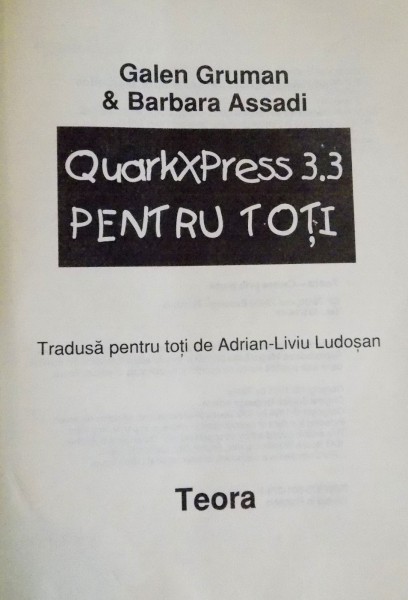 Galen Gruman
& Barbara Assadi
QuarkXPress 3.3
PENTRU TOȚI
Tradusă pentru toți de Adrian-Liviu Ludoșan
Teora